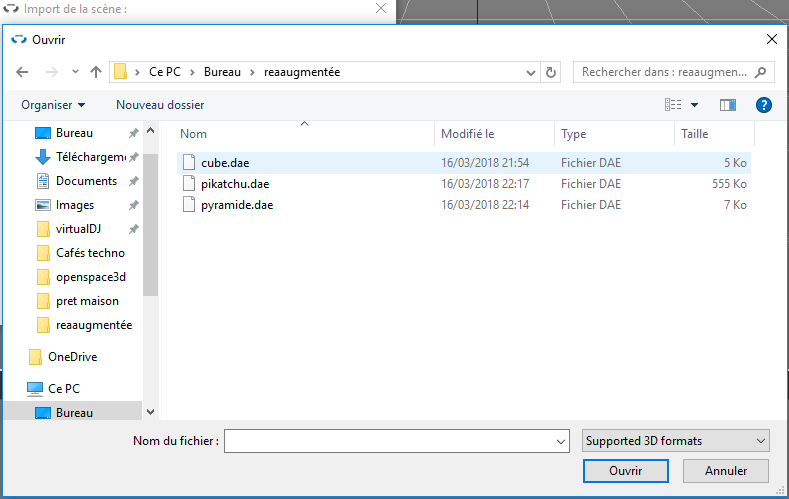 Import de la scène :
Ouvrir
Ce PC > Bureau > reaaugmentée
Rechercher dans : reaaugmen...
Organiser Nouveau dossier
?
Nom Modifié le Type Taille
Bureau
Téléchargeme
Documents
Images
virtualDJ
Cafés techno
openspace3d
pret maison
reaaugmentée
OneDrive
Ce PC
Bureau
cube.dae 16/03/2018 21:54 Fichier DAE 5 Ko
pikatchu.dae 16/03/2018 22:17 Fichier DAE 555 Ko
pyramide.dae 16/03/2018 22:14 Fichier DAE 7 Ko
Nom du fichier :
Supported 3D formats
Ouvrir Annuler